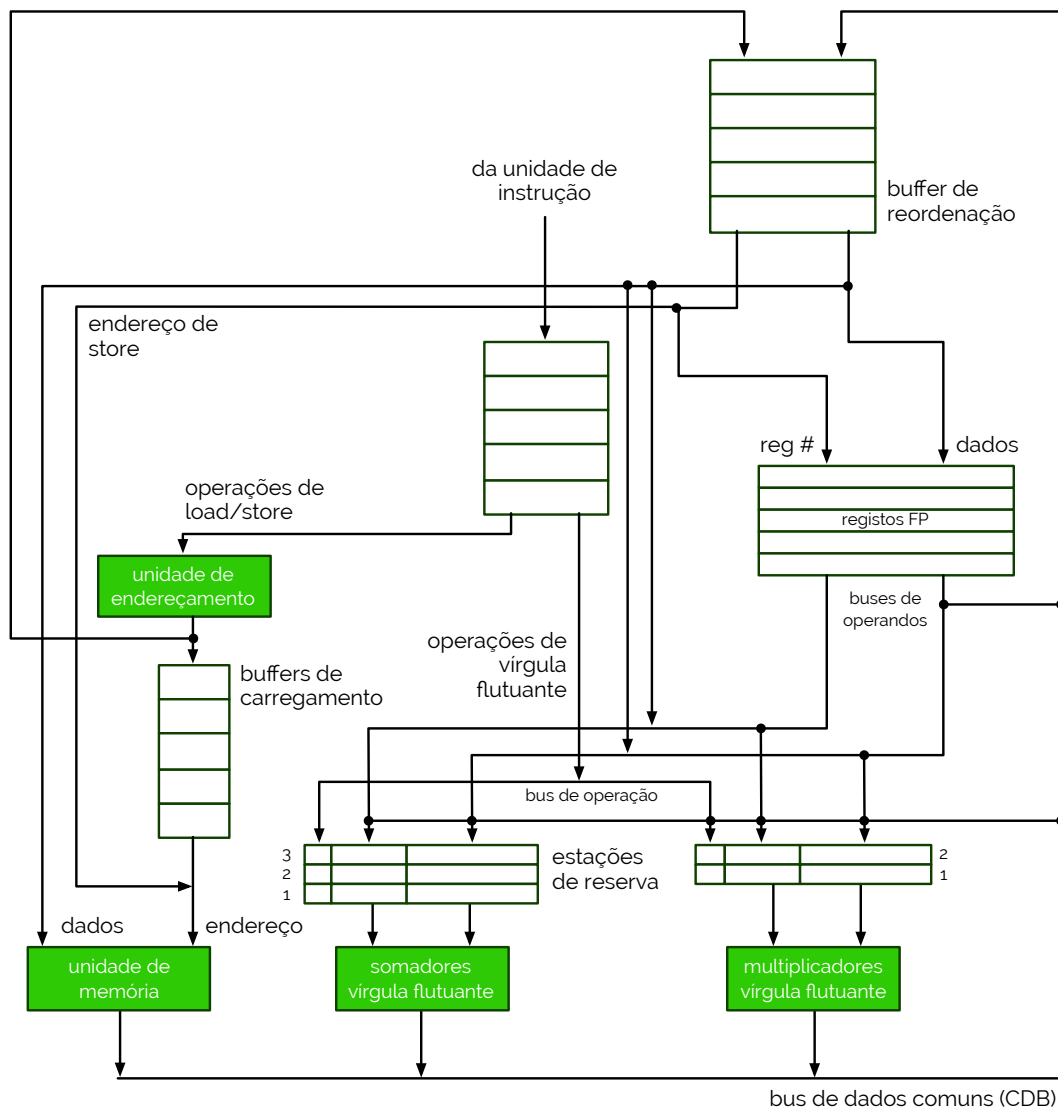 da unidade de
instrução
buffer de
reordenação
endereço de
store
reg #
dados
operações de
load/store
registos FP
unidade de
endereçamento
buses de
operandos
operações de
vírgula
flutuante
buffers de
carregamento
bus de operação
3
2
1
estações
de reserva
2
1
dados
endereço
unidade de
memória
somadores
vírgula flutuante
multiplicadores
vírgula flutuante
bus de dados comuns (CDB)